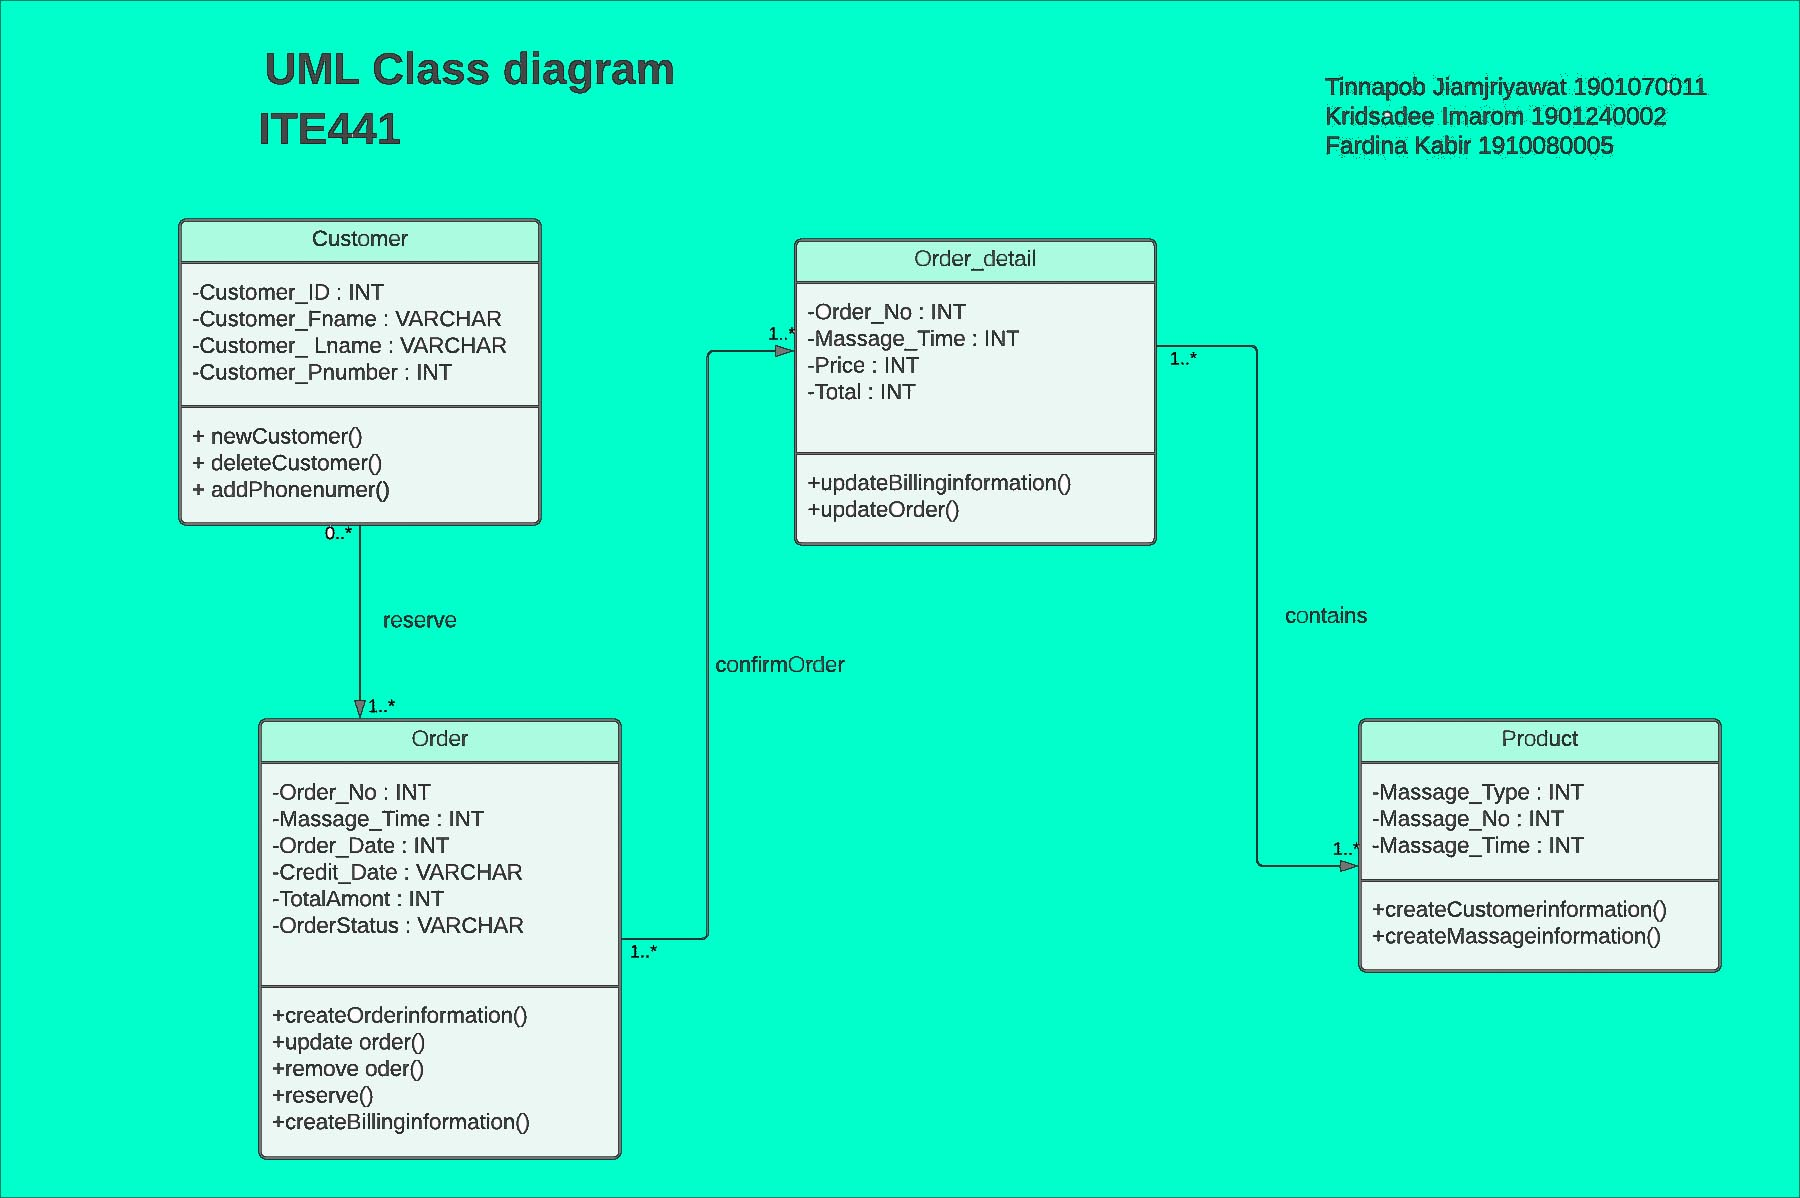 UML Class diagram
ITE441
Tinnapob Jiamjriyawat 1901070011
Kridsadee Imarom 1901240002
Fardina Kabir 1910080005
Customer
-Customer_ID : INT
-Customer_Fname : VARCHAR
-Customer_ Lname : VARCHAR
-Customer_Pnumber : INT
+ newCustomer()
+ deleteCustomer()
+ addPhonenumer()
0..*
reserve
1..*
Order
-Order_No : INT
-Massage_Time : INT
-Order_Date : INT
-Credit_Date : VARCHAR
-TotalAmont : INT
-OrderStatus : VARCHAR
+createOrderinformation()
+update order()
+remove oder()
+reserve()
+createBillinginformation()
1..*
confirmOrder
1..*
Order_detail
-Order_No : INT
-Massage_Time : INT
-Price : INT
-Total : INT
+updateBillinginformation()
+updateOrder()
1..*
contains
1..*
Product
-Massage_Type : INT
-Massage_No : INT
-Massage_Time : INT
+createCustomerinformation()
+createMassageinformation()